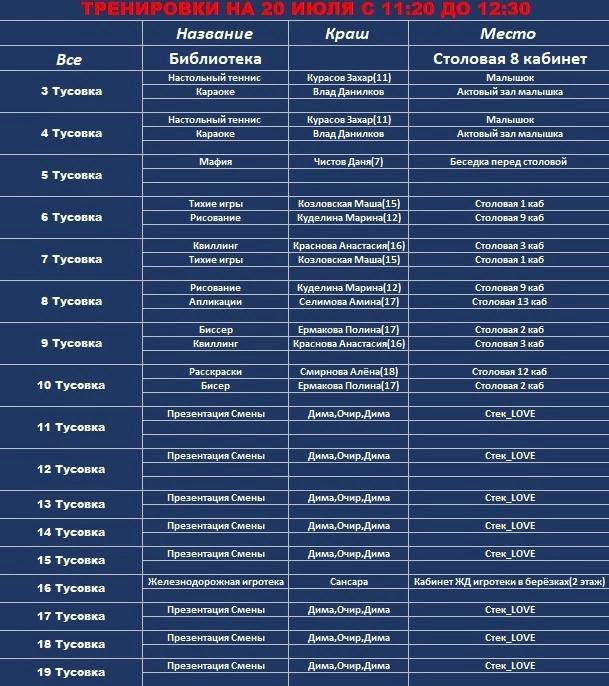 ТРЕНИРОВКИ НА 20 ИЮЛЯ С 11:20 ДО 12:30
Название Краш Место
Все Библиотека Столовая 8 кабинет
3 Тусовка Настольный теннис Курасов Захар(11) Малышок
Караоке Влад Данилков Актовый зал малышка
4 Тусовка Настольный теннис Курасов Захар(11) Малышок
Караоке Влад Данилков Актовый зал малышка
5 Тусовка Мафия Чистов Даня(7) Беседка перед столовой
6 Тусовка Тихие игры Козловская Маша(15) Столовая 1 каб
Рисование Куделина Марина(12) Столовая 9 каб
7 Тусовка Квиллинг Краснова Анастасия(16) Столовая 3 каб
Тихие игры Козловская Маша(15) Столовая 1 каб
8 Тусовка Рисование Куделина Марина(12) Столовая 9 каб
Апликации Селимова Амина(17) Столовая 13 каб
9 Тусовка Биссер Ермакова Полина(17) Столовая 2 каб
Квиллинг Краснова Анастасия(16) Столовая 3 каб
10 Тусовка Расскраски Смирнова Алёна(18) Столовая 12 каб
Бисер Ермакова Полина(17) Столовая 2 каб
11 Тусовка Презентация Смены Дима,Очир,Дима Стек_LOVE
12 Тусовка Презентация Смены Дима,Очир,Дима Стек_LOVE
13 Тусовка Презентация Смены Дима,Очир,Дима Стек_LOVE
14 Тусовка Презентация Смены Дима,Очир,Дима Стек_LOVE
15 Тусовка Презентация Смены Дима,Очир,Дима Стек_LOVE
16 Тусовка Железнодорожная игротека Сансара Кабинет ЖД игротеки в берёзках(2 этаж)
17 Тусовка Презентация Смены Дима,Очир,Дима Стек_LOVE
18 Тусовка Презентация Смены Дима,Очир,Дима Стек_LOVE
19 Тусовка Презентация Смены Дима,Очир,Дима Стек_LOVE